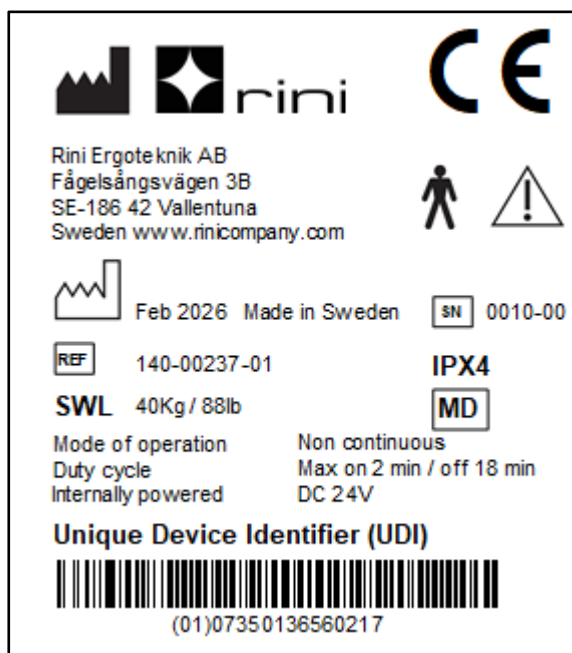 rini
CE
Rini Ergoteknik AB
Fågelsångsvägen 3B
SE-186 42 Vallentuna
Sweden www.rinicompany.com
Feb 2026 Made in Sweden
SN 0010-00
REF 140-00237-01
IPX4
SWL 40Kg / 88lb
MD
Mode of operation Non continuous
Duty cycle Max on 2 min / off 18 min
Internally powered DC 24V
Unique Device Identifier (UDI)
(01)07350136560217